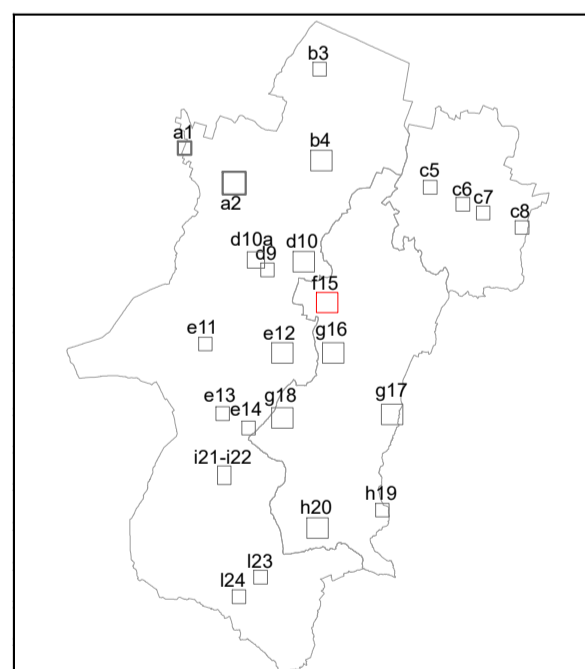 b3
a1
b4
a2
c5
c6
c7
c8
d10a
d9
d10
f15
e11
e12
g16
e13
e14
g18
g17
i21-i22
h19
h20
l23
l24